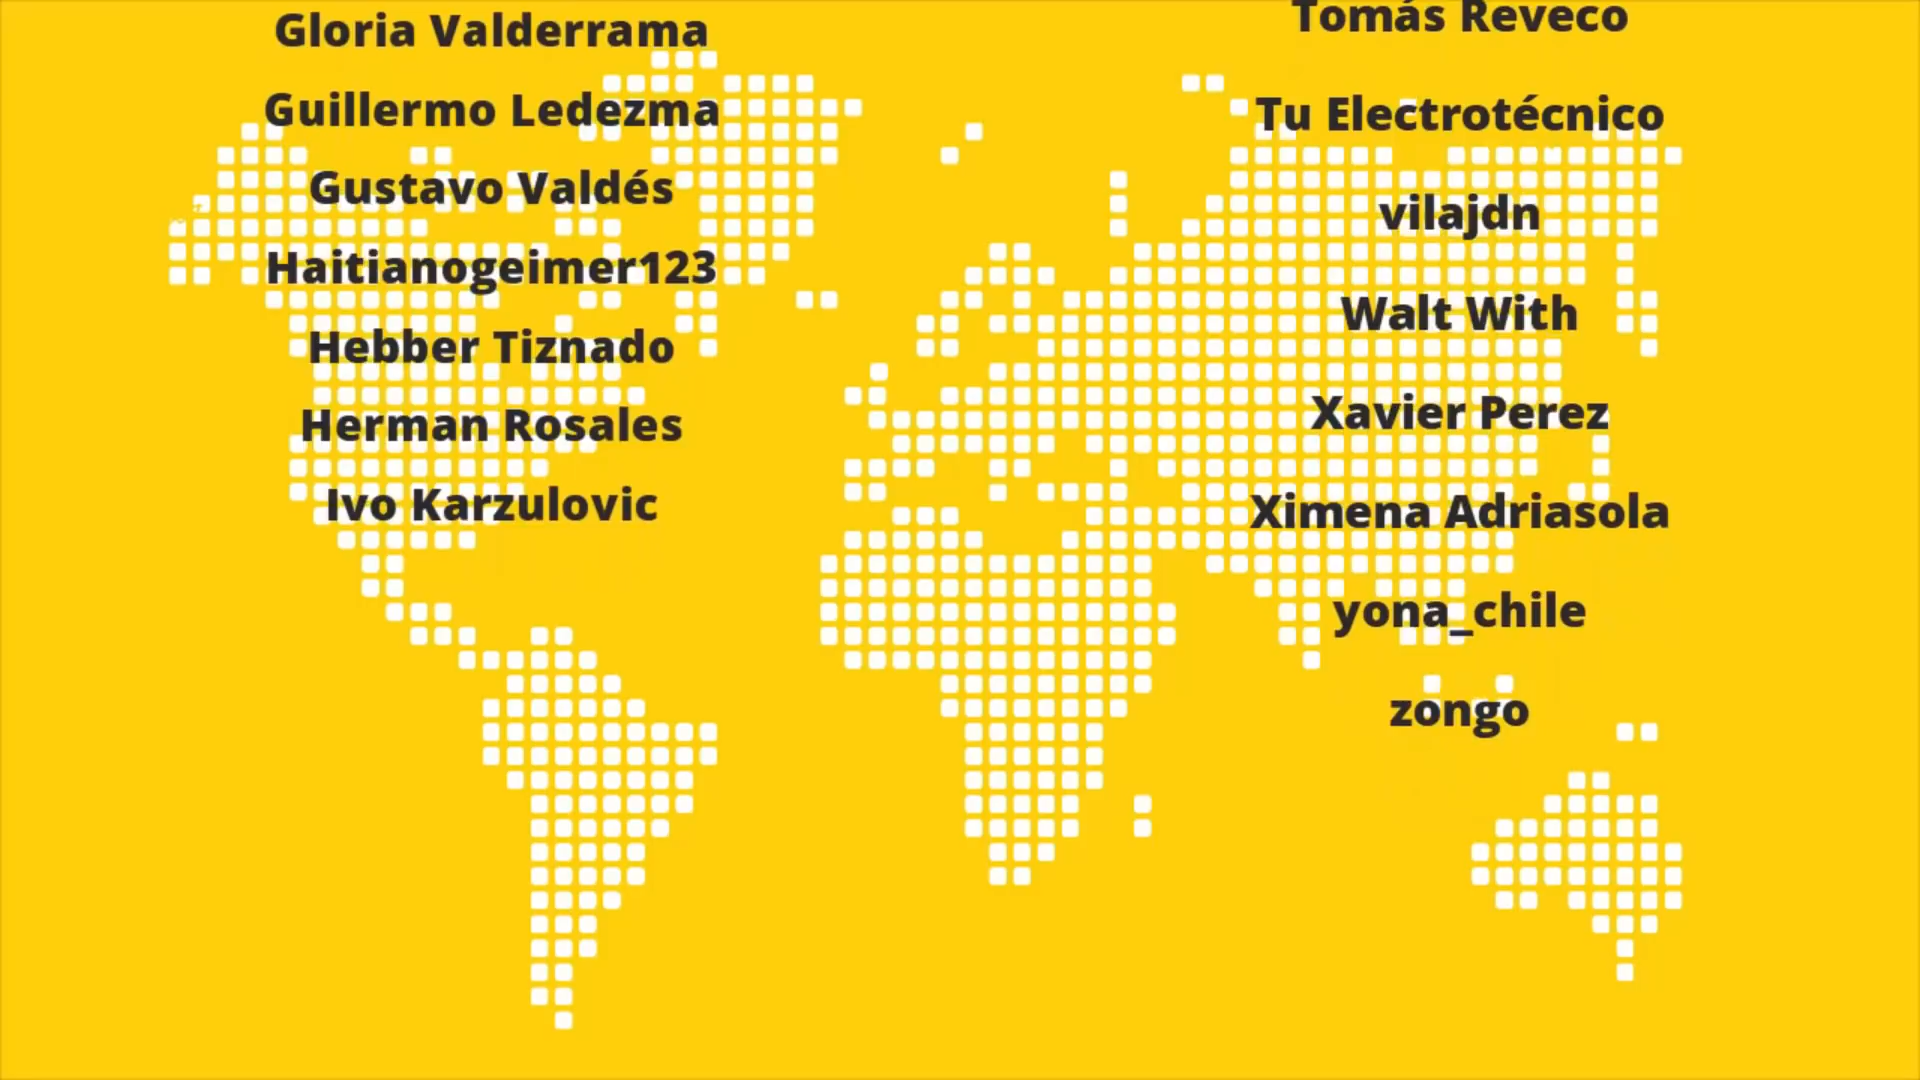 Gloria Valderrama
Guillermo Ledezma
Gustavo Valdés
Haitianogeimer123
Hebber Tiznado
Herman Rosales
Ivo Karzulovic
Tomás Reveco
Tu Electrotécnico
vilajdn
Walt With
Xavier Perez
Ximena Adriasola
yona_chile
zongo